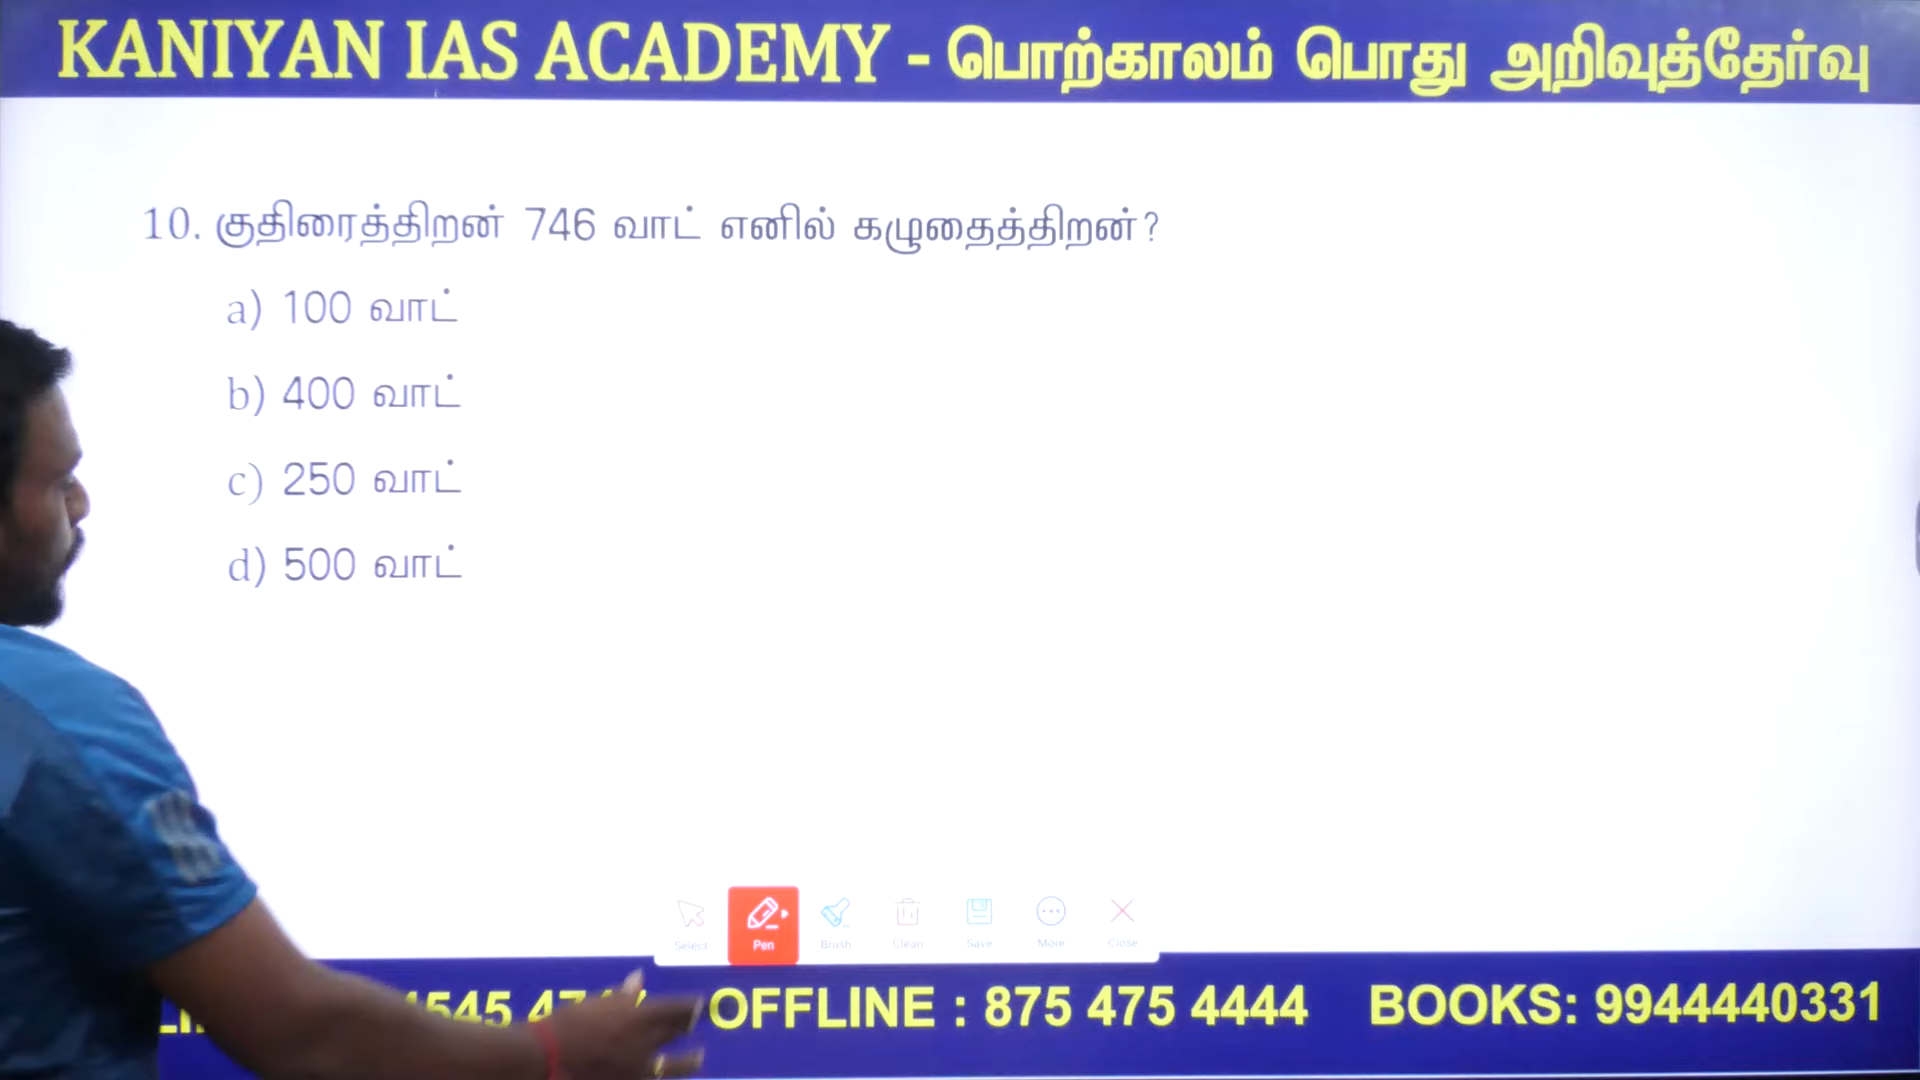 KANIYAN IAS ACADEMY - பொற்காலம் பொது அறிவுத்தேர்வு
10. குதிரைத்திறன் 746 வாட் எனில் கழுதைத்திறன்?
a) 100 வாட்
b) 400 வாட்
c) 250 வாட்
d) 500 வாட்
Select Pen Brush Clean Save More Close
OFFLINE : 875 475 4444 BOOKS: 9944440331